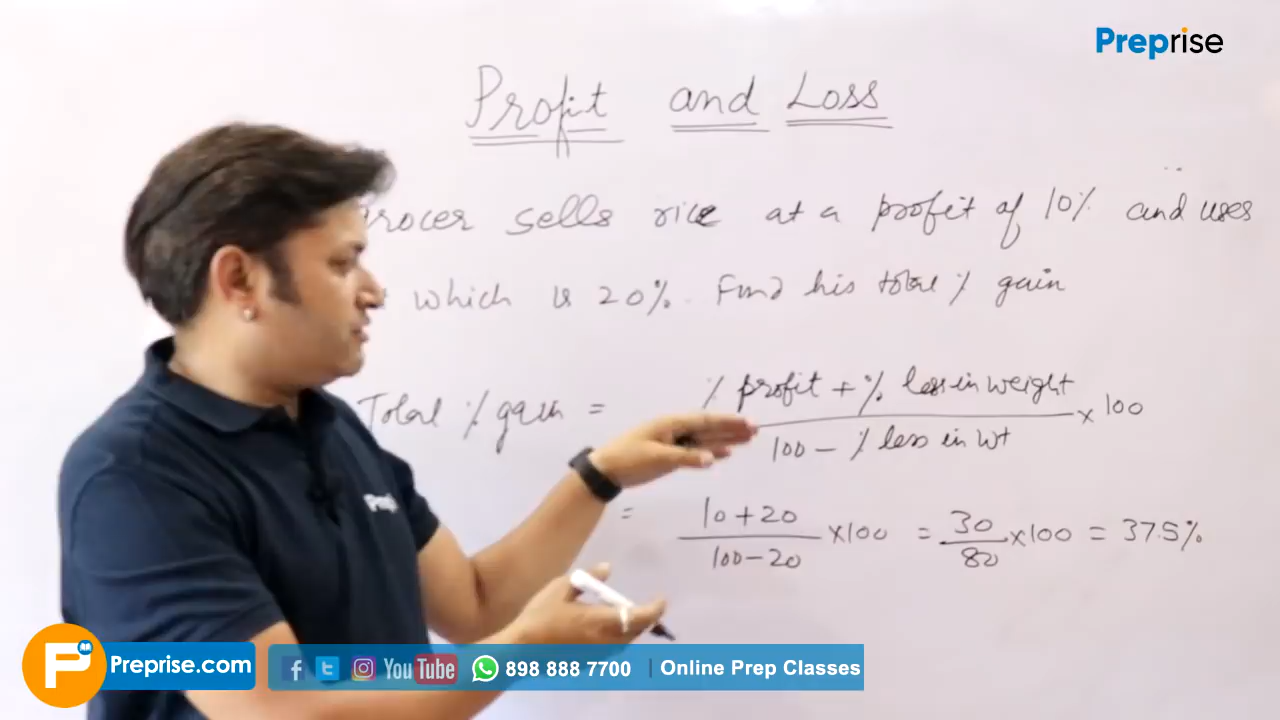 Preprise
Profit and Loss
Grocer sells rice at a profit of 10% and uses
which is 20%. Find his total % gain
Total % gain = % profit + % less in weight
100 - % less in wt
× 100
= 10 + 20
100 - 20
× 100 = 30
80
× 100 = 37.5%
P
Preprise.com
f
You Tube
898 888 7700 | Online Prep Classes